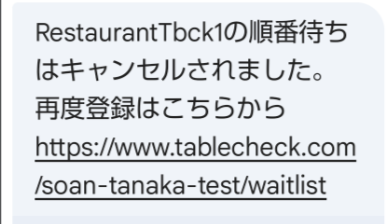 RestaurantTbck1の順番待ち
はキャンセルされました。
再度登録はこちらから
https://www.tablecheck.com
/soan-tanaka-test/waitlist